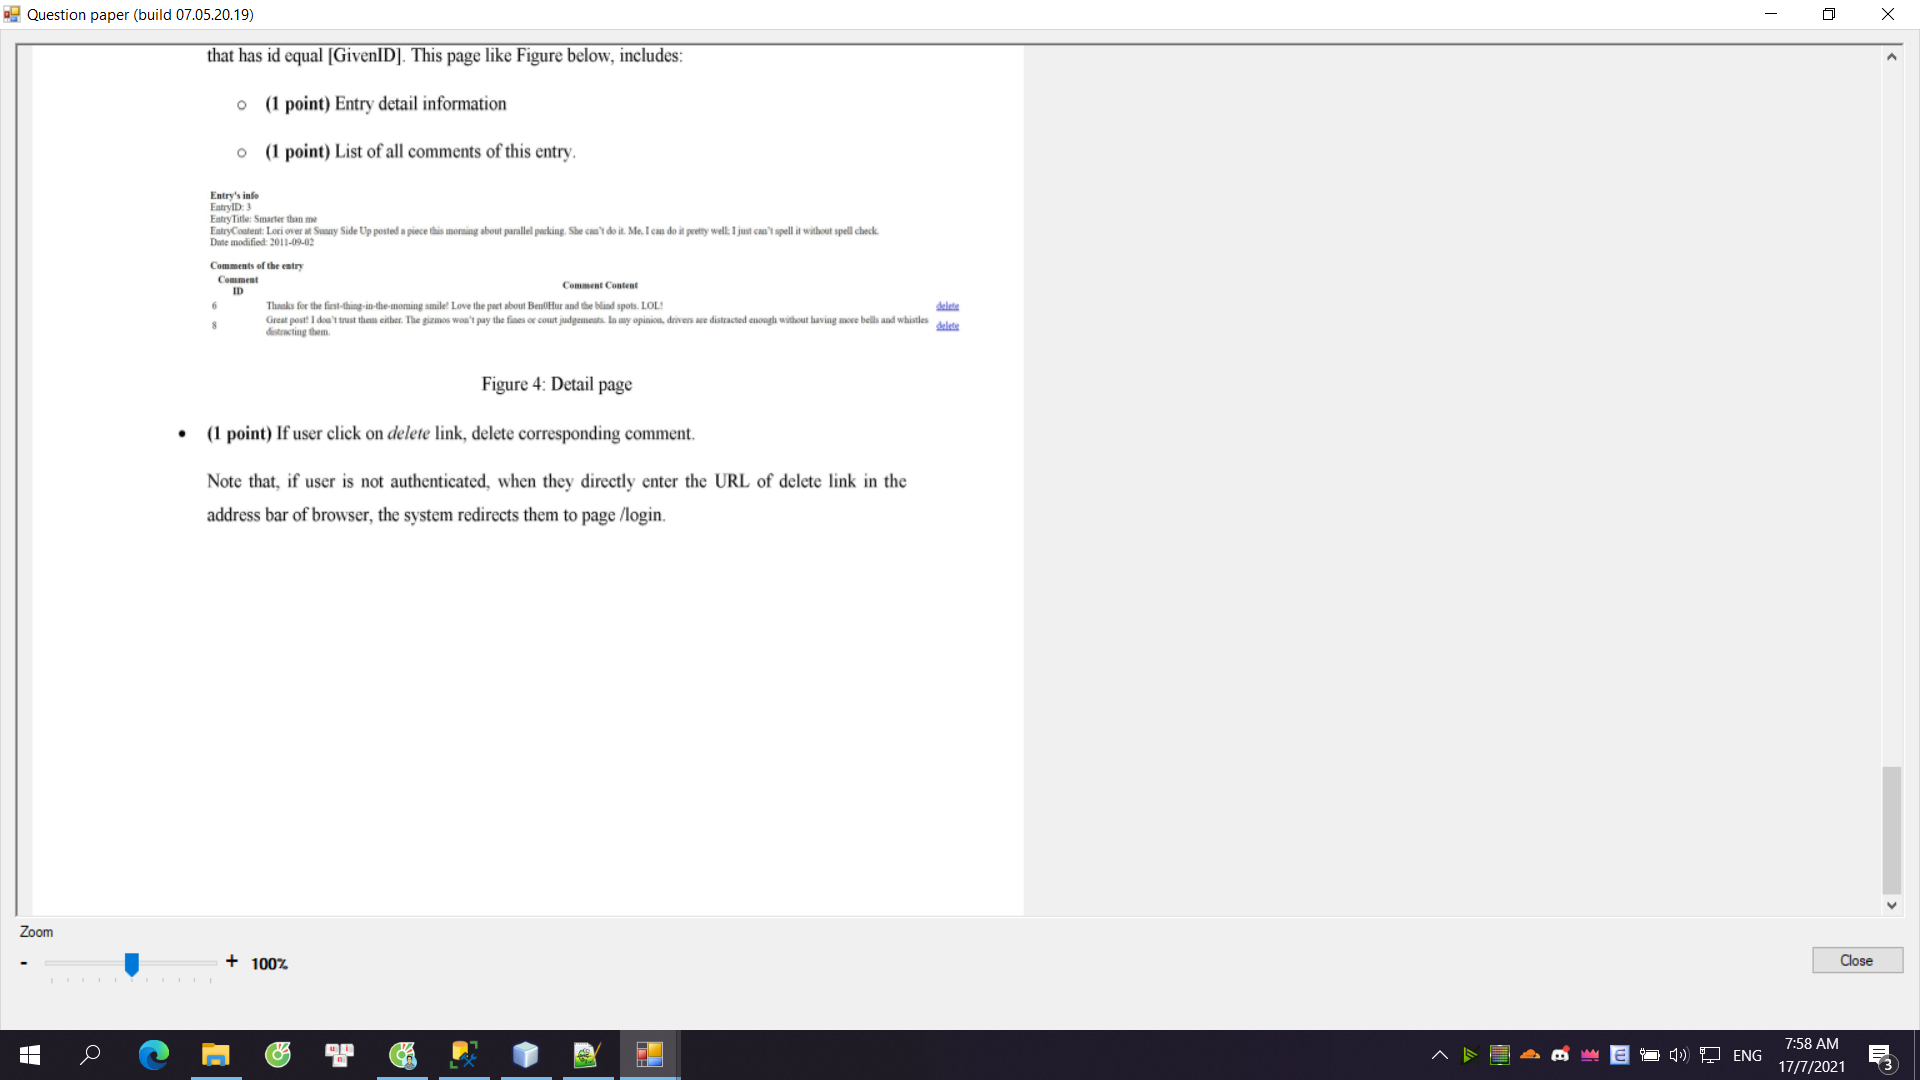 Question paper (build 07.05.20.19)
that has id equal [GivenID]. This page like Figure below, includes:
o (1 point) Entry detail information
o (1 point) List of all comments of this entry.
Entry's info
EntryID: 3
EntryTitle: Smarter than me
EntryContent: Lori over at Sunny Side Up posted a piece this morning about parallel parking. She can't do it. Me, I can do it pretty well; I just can't spell it without spell check.
Date modified: 2011-09-02
Comments of the entry
Comment
ID
Comment Content
6 Thanks for the first-thing-in-the-morning smile! Love the part about Ben0Hur and the blind spots. LOL! delete
8 Great post! I don't trust them either. The gizmos won't pay the fines or court judgements. In my opinion, drivers are distracted enough without having more bells and whistles delete
distracting them.
Figure 4: Detail page
• (1 point) If user click on delete link, delete corresponding comment.
Note that, if user is not authenticated, when they directly enter the URL of delete link in the
address bar of browser, the system redirects them to page /login.
Zoom
- + 100%
Close
ENG
7:58 AM
17/7/2021
3